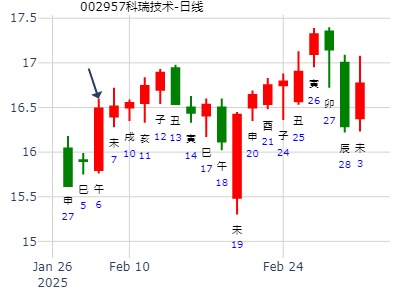 002957科瑞技术-日线
17.5
17
16.5
16
15.5
15
申
27
巳
5
午
6
未
7
戌
10
亥
11
子
12
丑
13
寅
14
巳
17
午
18
未
19
申
20
酉
21
子
24
丑
25
寅
26
卯
27
辰
28
未
3
Jan 26
2025
Feb 10
Feb 24